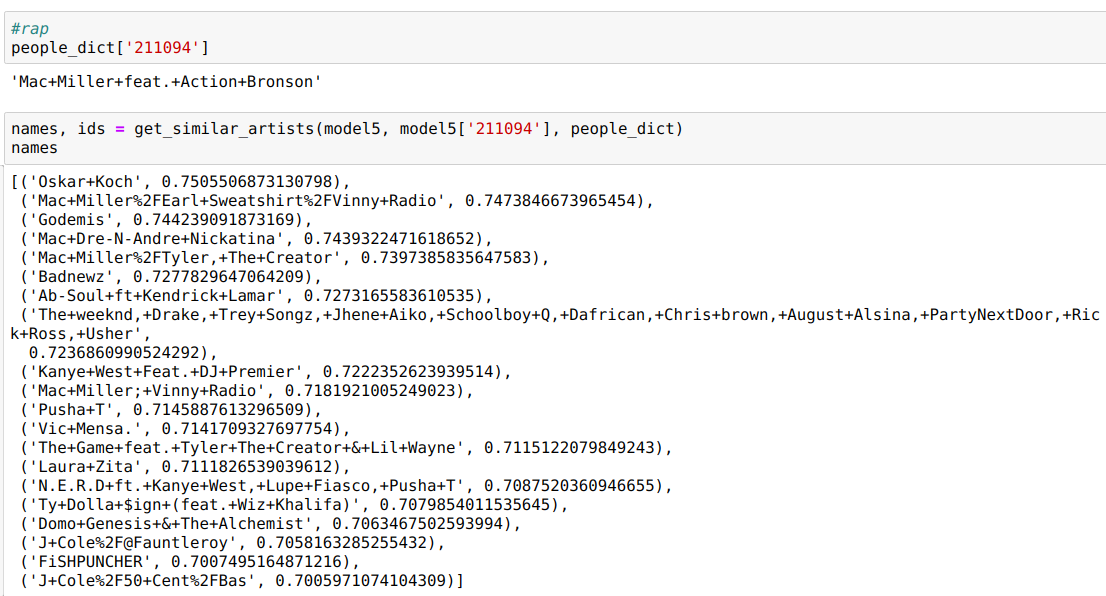 #rap
people_dict['211094']
'Mac+Miller+feat.+Action+Bronson'
names, ids = get_similar_artists(model5, model5['211094'], people_dict)
names
[('Oskar+Koch', 0.7505506873130798),
('Mac+Miller%2FEarl+Sweatshirt%2FVinny+Radio', 0.7473846673965454),
('Godemis', 0.744239091873169),
('Mac+Dre-N-Andre+Nickatina', 0.7439322471618652),
('Mac+Miller%2FTyler,+The+Creator', 0.7397385835647583),
('Badnewz', 0.7277829647064209),
('Ab-Soul+ft+Kendrick+Lamar', 0.7273165583610535),
('The+weeknd,+Drake,+Trey+Songz,+Jhene+Aiko,+Schoolboy+Q,+Dafrican,+Chris+brown,+August+Alsina,+PartyNextDoor,+Ric
k+Ross,+Usher',
0.7236860990524292),
('Kanye+West+Feat.+DJ+Premier', 0.7222352623939514),
('Mac+Miller;+Vinny+Radio', 0.7181921005249023),
('Pusha+T', 0.7145887613296509),
('Vic+Mensa.', 0.7141709327697754),
('The+Game+feat.+Tyler+The+Creator+&+Lil+Wayne', 0.7115122079849243),
('Laura+Zita', 0.7111826539039612),
('N.E.R.D+ft.+Kanye+West,+Lupe+Fiasco,+Pusha+T', 0.7087520360946655),
('Ty+Dolla+$ign+(feat.+Wiz+Khalifa)', 0.7079854011535645),
('Domo+Genesis+&+The+Alchemist', 0.7063467502593994),
('J+Cole%2F@Fauntleroy', 0.7058163285255432),
('FiSHPUNCHER', 0.7007495164871216),
('J+Cole%2F50+Cent%2FBas', 0.7005971074104309)]